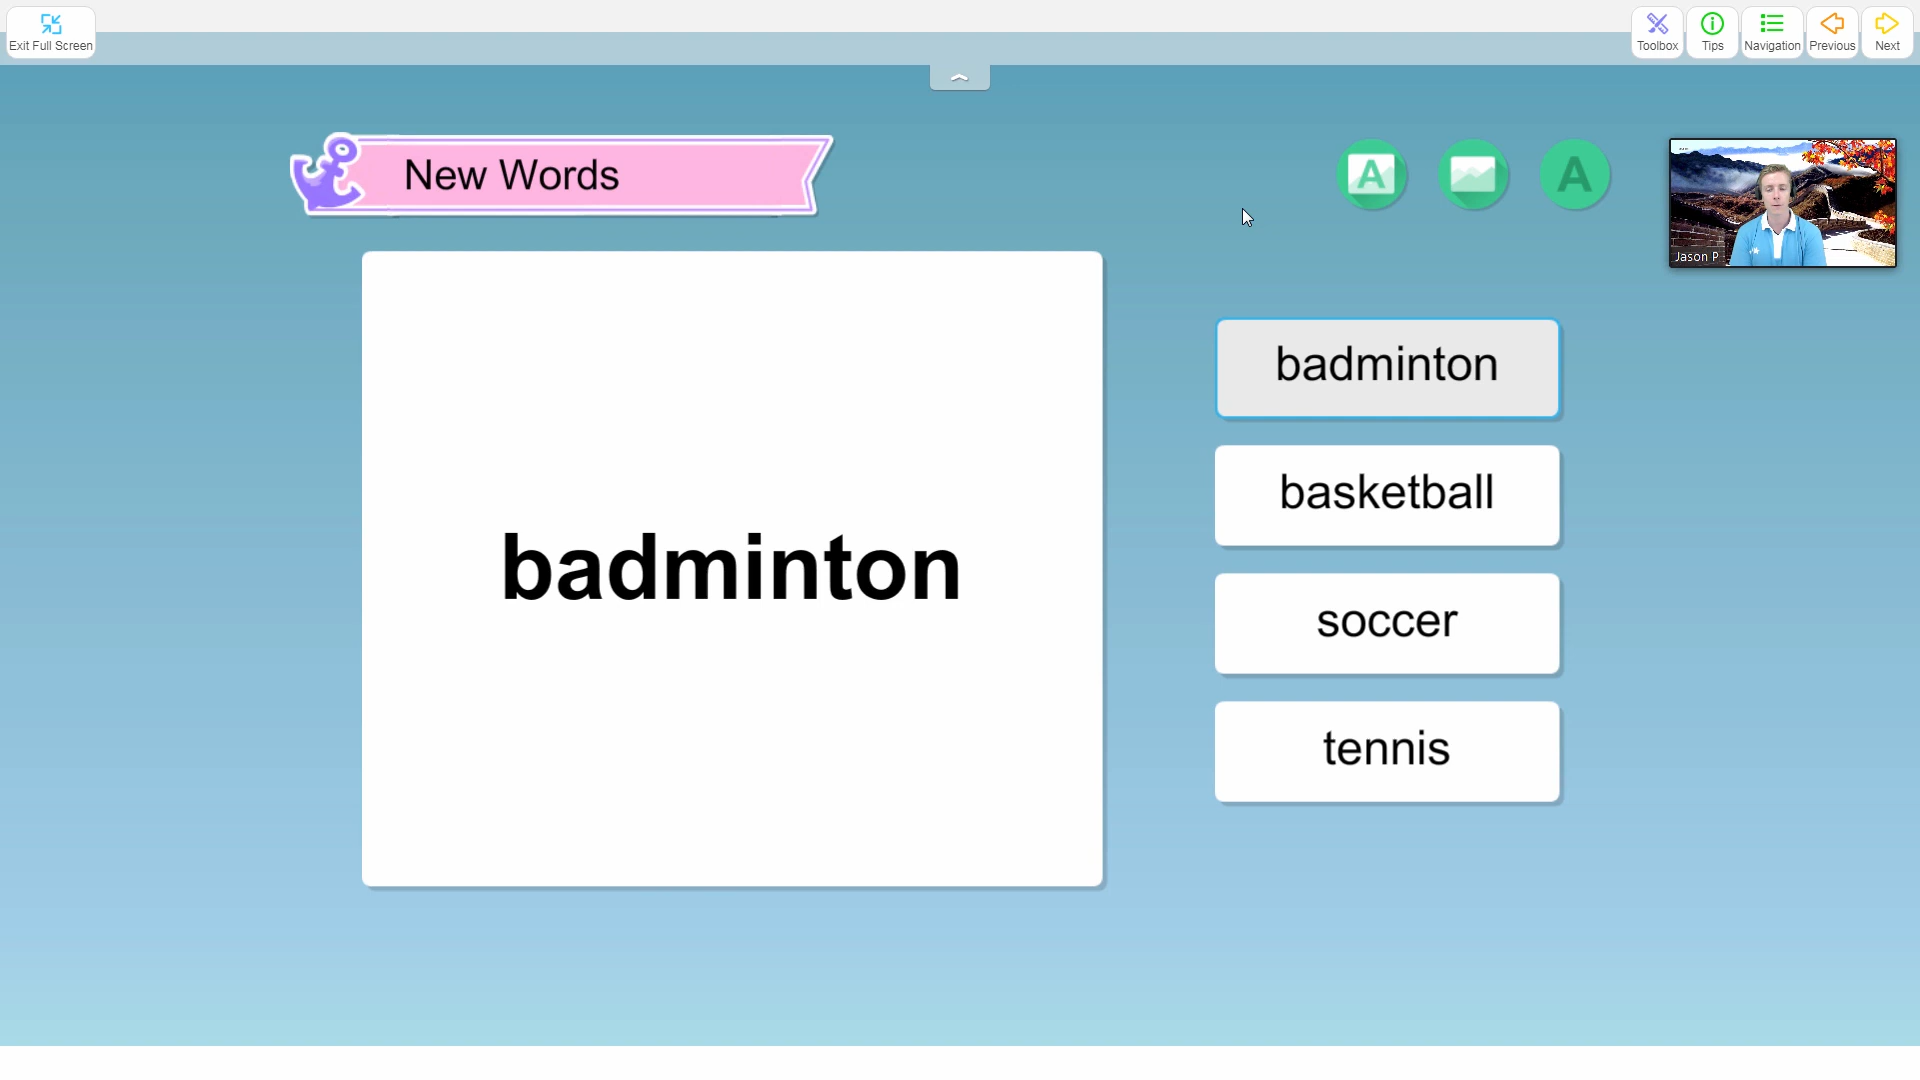 Exit Full Screen
Toolbox
Tips
Navigation
Previous
Next
New Words
A
A
Jason P
badminton
badminton
basketball
soccer
tennis